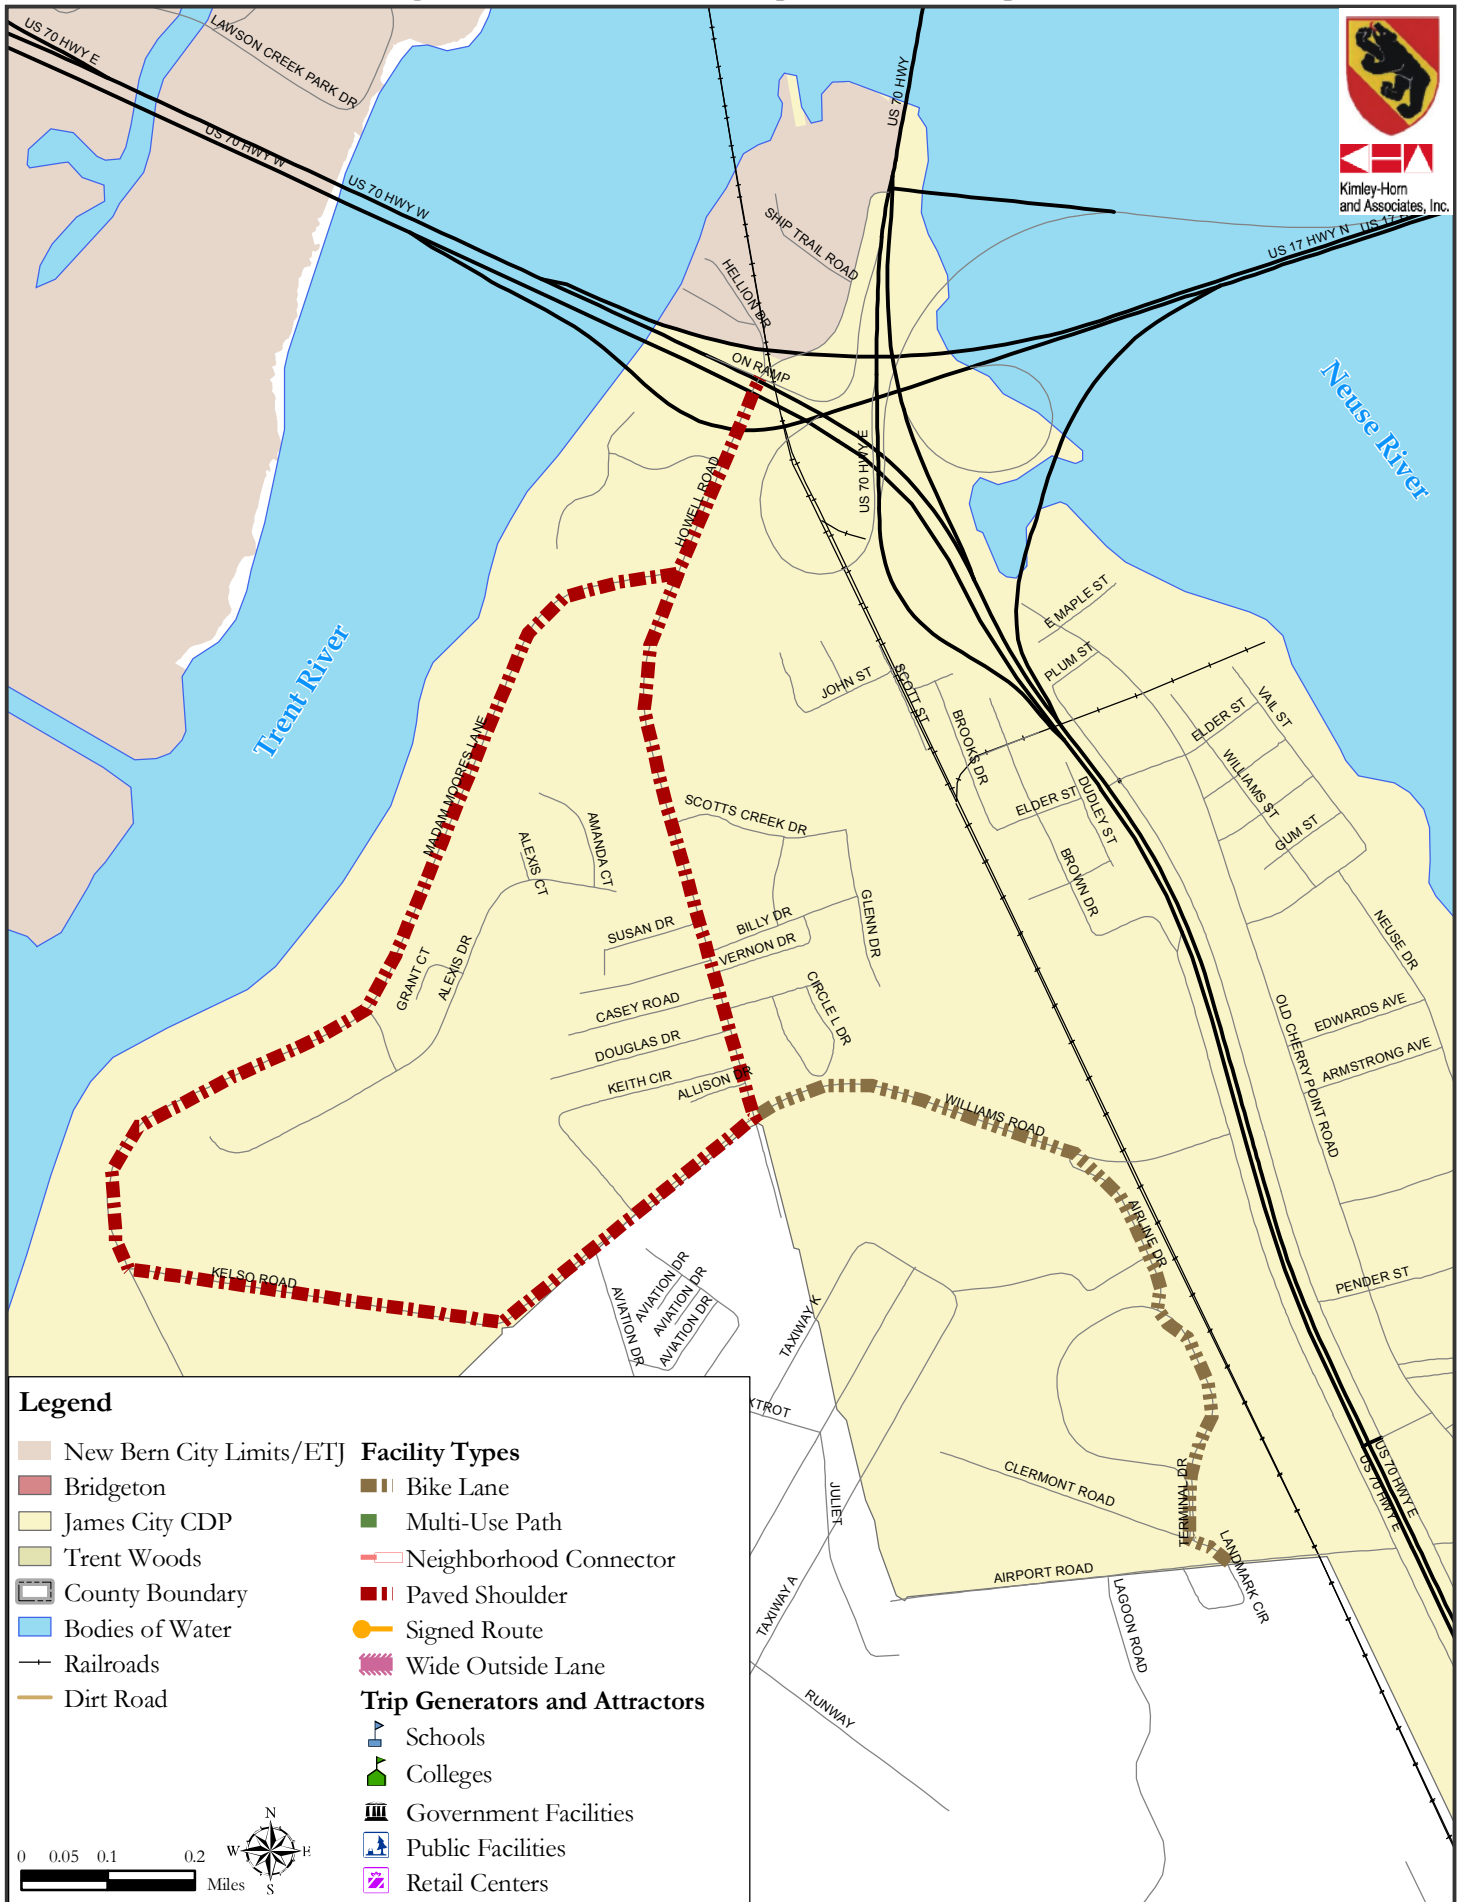 US 70 HWY E
LAWSON CREEK PARK DR
US 70 HWY W
US 70 HWY W
US 70 HWY
Kimley-Horn
and Associates, Inc.
SHIP TRAIL ROAD
HELLION DR
US 17 HWY N
US 17 H
ON RAMP
Neuse River
US 70 HWY E
HOWELL ROAD
E MAPLE ST
PLUM ST
JOHN ST
SCOTT ST
Trent River
VAIL ST
ELDER ST
BROOKS DR
MADAM MOORES LANE
WILLIAMS ST
DUDLEY ST
ELDER ST
GUM ST
SCOTTS CREEK DR
AMANDA CT
ALEXIS CT
BROWN DR
GLENN DR
SUSAN DR
BILLY DR
VERNON DR
NEUSE DR
GRANT CT
ALEXIS DR
CIRCLE L DR
CASEY ROAD
OLD CHERRY POINT ROAD
EDWARDS AVE
DOUGLAS DR
ARMSTRONG AVE
KEITH CIR
ALLISON DR
WILLIAMS ROAD
AIRLINE DR
KELSO ROAD
PENDER ST
AVIATION DR
AVIATION DR
AVIATION DR
AVIATION DR
TAXIWAY K
XTROT
JULIET
CLERMONT ROAD
TERMINAL DR
US 70 HWY E
US 70 HWY E
LANDMARK CIR
AIRPORT ROAD
LAGOON ROAD
TAXIWAY A
RUNWAY
Legend
New Bern City Limits/ETJ
Bridgeton
James City CDP
Trent Woods
County Boundary
Bodies of Water
Railroads
Dirt Road
Facility Types
Bike Lane
Multi-Use Path
Neighborhood Connector
Paved Shoulder
Signed Route
Wide Outside Lane
Trip Generators and Attractors
Schools
Colleges
Government Facilities
Public Facilities
Retail Centers
0 0.05 0.1 0.2
Miles
N
W E
S